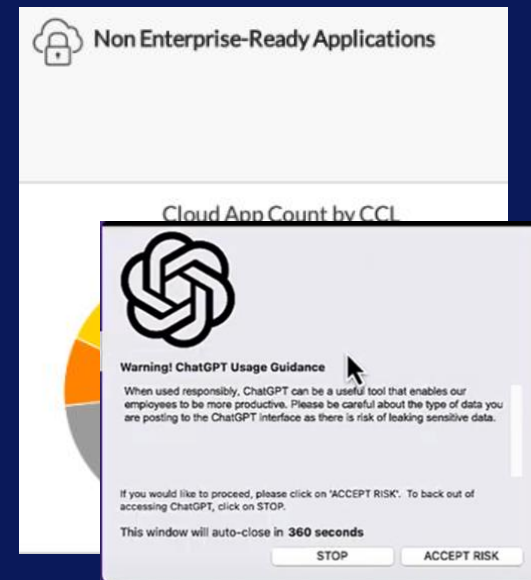 Non Enterprise-Ready Applications
Cloud App Count by CCL
Warning! ChatGPT Usage Guidance
When used responsibly, ChatGPT can be a useful tool that enables our
employees to be more productive. Please be careful about the type of data you
are posting to the ChatGPT interface as there is risk of leaking sensitive data.
If you would like to proceed, please click on 'ACCEPT RISK'. To back out of
accessing ChatGPT, click on STOP.
This window will auto-close in 360 seconds
STOP ACCEPT RISK